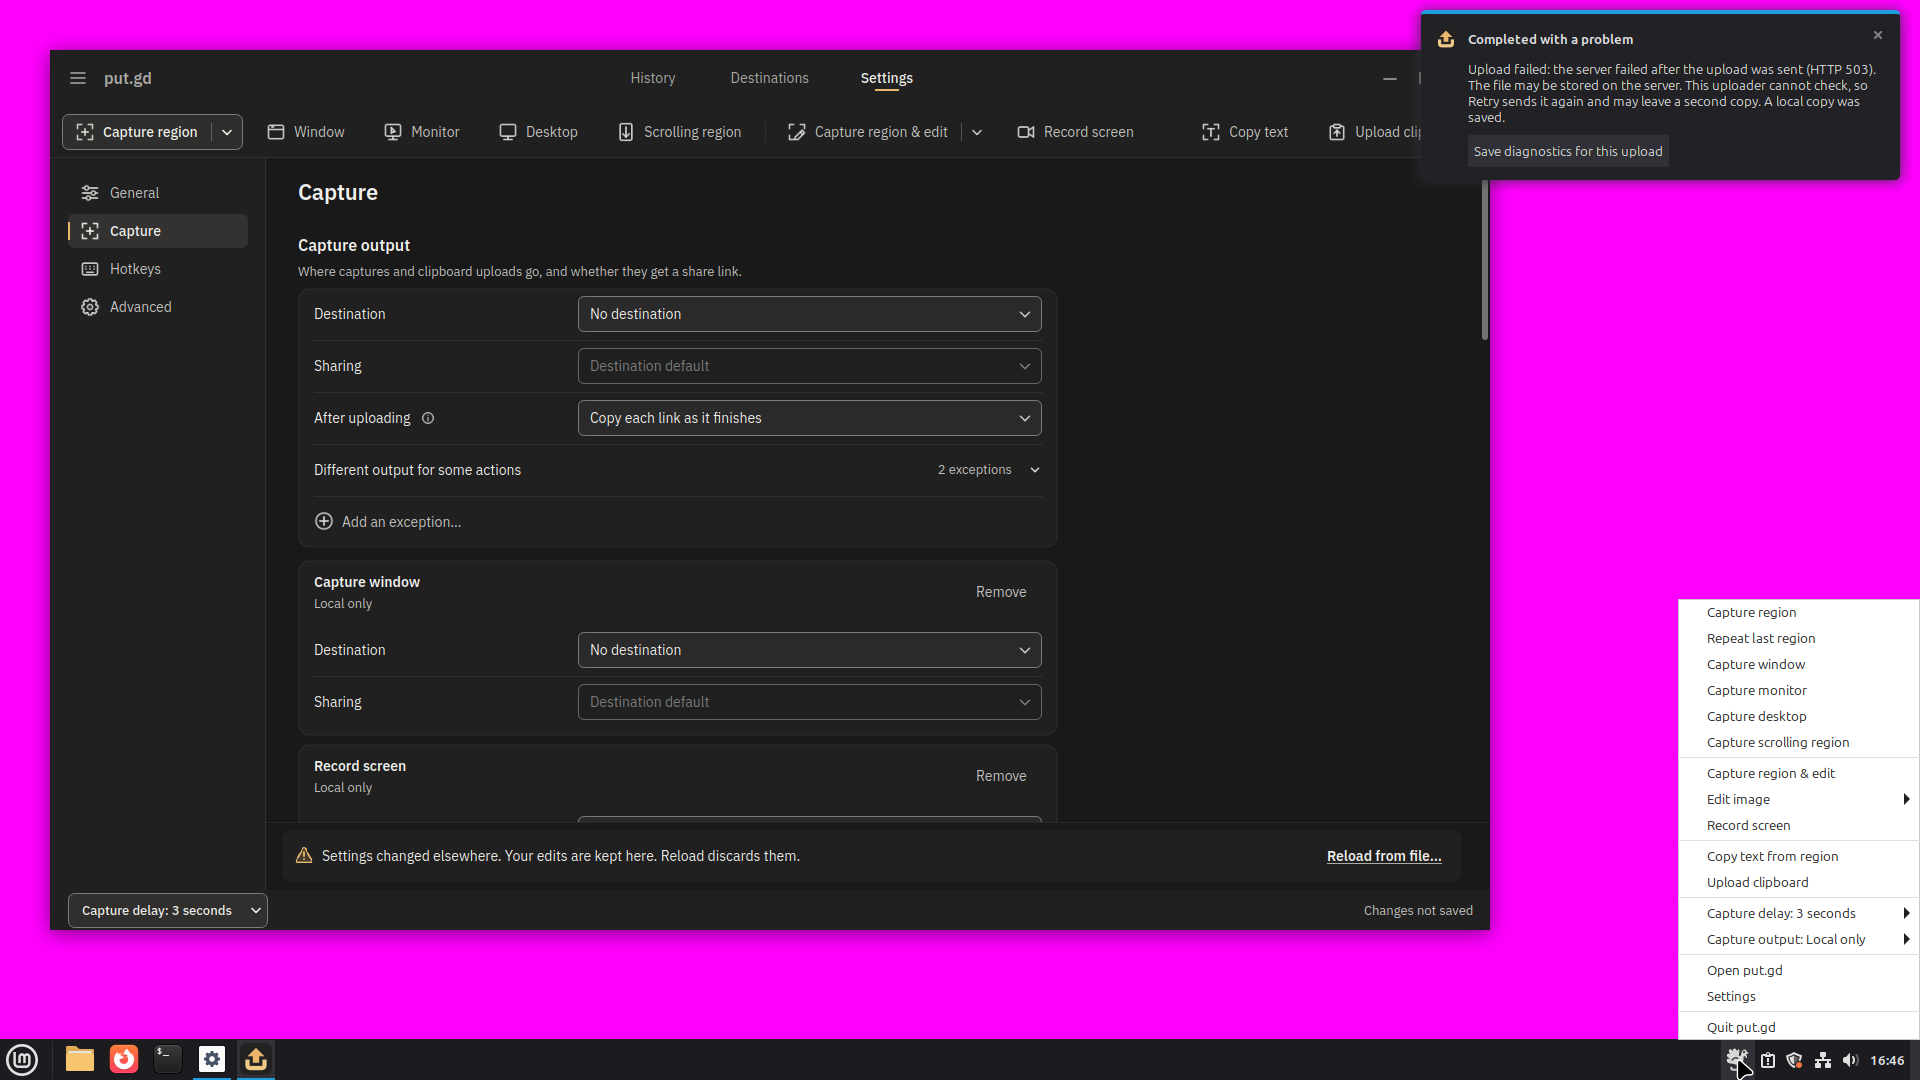 put.gd
History
Destinations
Settings
Capture region
Window
Monitor
Desktop
Scrolling region
Capture region & edit
Record screen
Copy text
Upload cli
Completed with a problem
Upload failed: the server failed after the upload was sent (HTTP 503).
The file may be stored on the server. This uploader cannot check, so
Retry sends it again and may leave a second copy. A local copy was
saved.
Save diagnostics for this upload
General
Capture
Hotkeys
Advanced
Capture
Capture output
Where captures and clipboard uploads go, and whether they get a share link.
Destination
No destination
Sharing
Destination default
After uploading
Copy each link as it finishes
Different output for some actions
2 exceptions
Add an exception...
Capture window
Local only
Remove
Destination
No destination
Sharing
Destination default
Record screen
Local only
Remove
Settings changed elsewhere. Your edits are kept here. Reload discards them.
Reload from file...
Capture delay: 3 seconds
Changes not saved
Capture region
Repeat last region
Capture window
Capture monitor
Capture desktop
Capture scrolling region
Capture region & edit
Edit image
Record screen
Copy text from region
Upload clipboard
Capture delay: 3 seconds
Capture output: Local only
Open put.gd
Settings
Quit put.gd
16:46